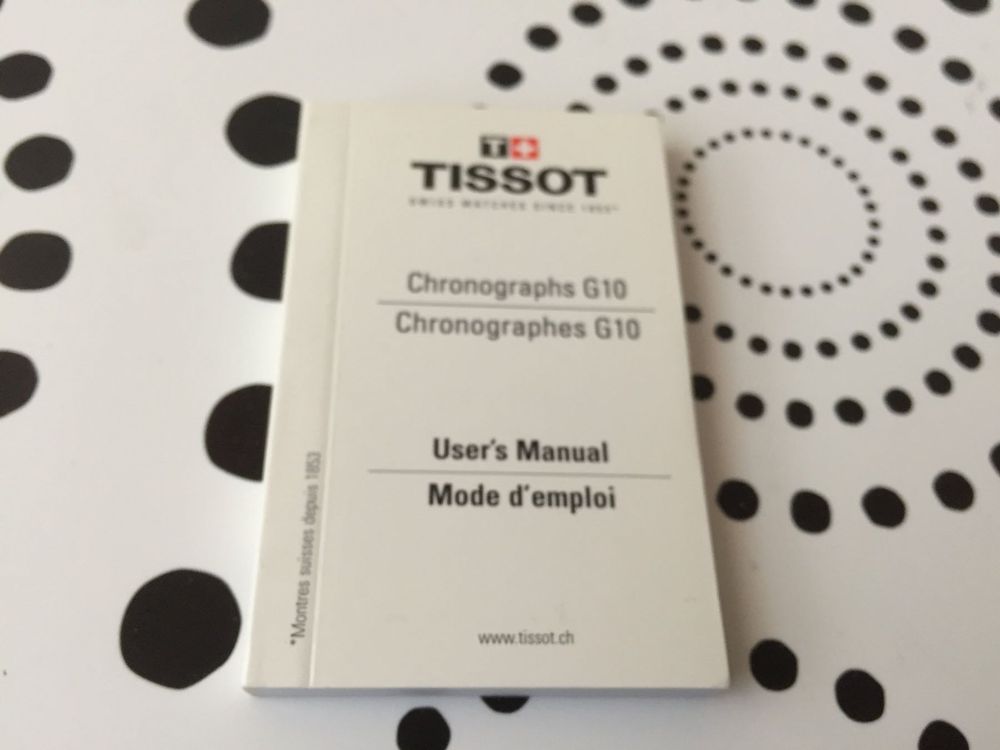 T+
TISSOT
SWISS WATCHES SINCE 1853*
Chronographs G10
Chronographes G10
User's Manual
Mode d'emploi
*Montres suisses depuis 1853
www.tissot.ch